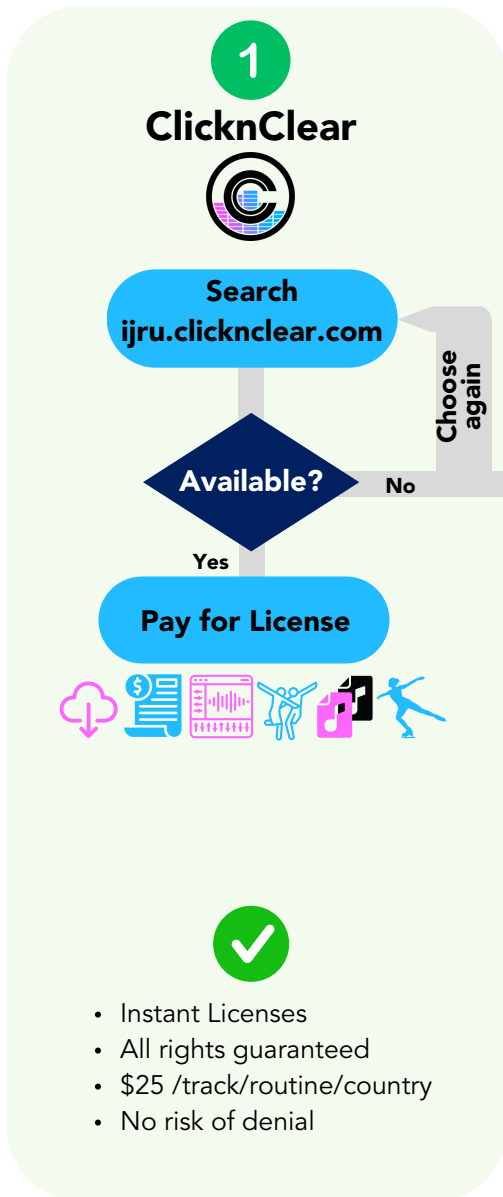 1
ClicknClear
Search
ijru.clicknclear.com
Choose
again
Available?
No
Yes
Pay for License
$
• Instant Licenses
• All rights guaranteed
• $25 /track/routine/country
• No risk of denial